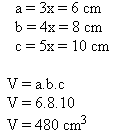 a = 3x = 6 cm
b = 4x = 8 cm
c = 5x = 10 cm
V = a.b.c
V = 6.8.10
V = 480 cm³